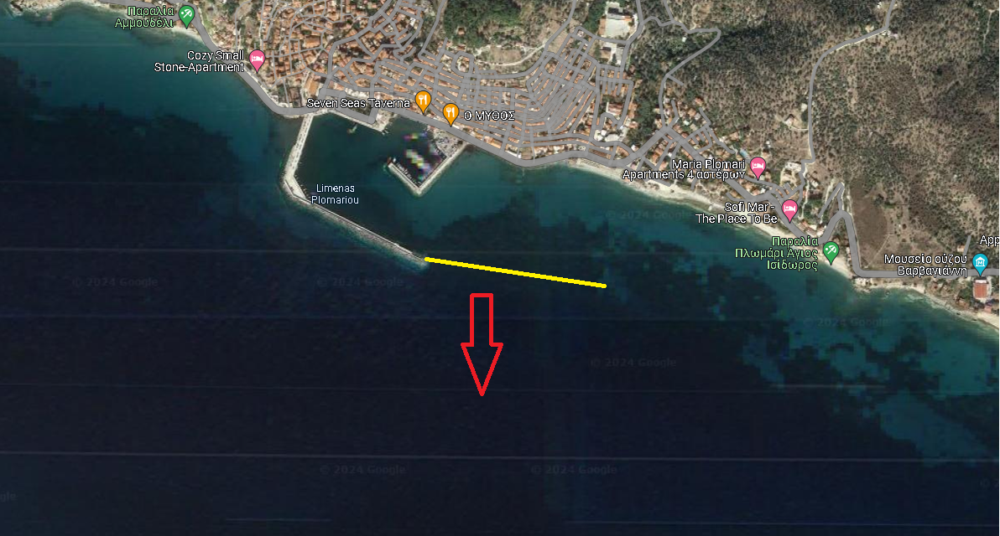 Παραλία
Αμμουδέλι
Cozy Small
Stone-Apartment
Seven Seas Taverna
Ο ΜΥΘΟΣ
Limenas
Plomariou
Maria Plomari
Apartments 4 αστέρων
Sofi Mar -
The Place To Be
Παραλία
Πλωμάρι Άγιος
Ισίδωρος
App
Μουσείο ούζου
Βαρβαγιάννη
© 2024 Google
© 2024 Google
© 2024 Google
© 2024 Google
© 2024 Google
© 2024 Google
© 2024 Google
gle